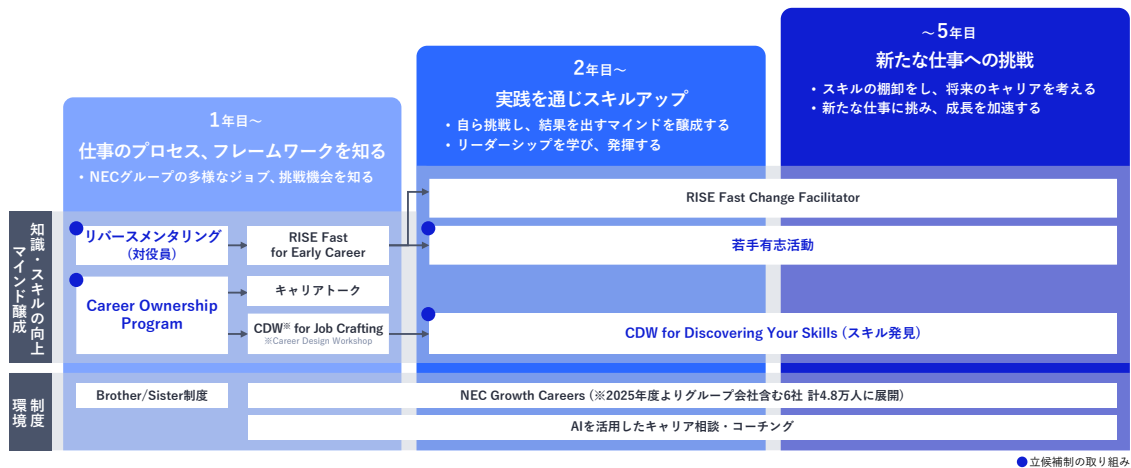 1年目～
仕事のプロセス、フレームワークを知る
・NECグループの多様なジョブ、挑戦機会を知る
2年目～
実践を通じスキルアップ
・自ら挑戦し、結果を出すマインドを醸成する
・リーダーシップを学び、発揮する
～5年目
新たな仕事への挑戦
・スキルの棚卸をし、将来のキャリアを考える
・新たな仕事に挑み、成長を加速する
知識・スキルの向上
マインド醸成
リバースメンタリング
（対役員）
RISE Fast
for Early Career
RISE Fast Change Facilitator
若手有志活動
Career Ownership
Program
キャリアトーク
CDW※ for Job Crafting
※Career Design Workshop
CDW for Discovering Your Skills（スキル発見）
制度
環境
Brother/Sister制度
NEC Growth Careers（※2025年度よりグループ会社含む6社 計4.8万人に展開）
AIを活用したキャリア相談・コーチング
●立候補制の取り組み